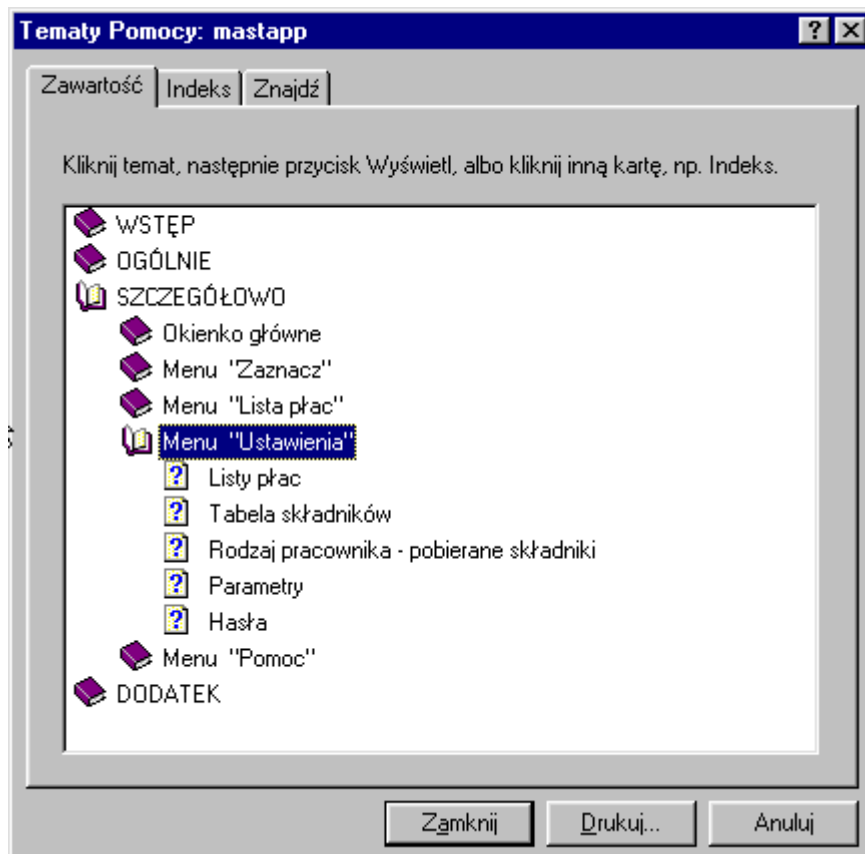 Tematy Pomocy: mastapp
Zawartość Indeks Znajdź
Kliknij temat, następnie przycisk Wyświetl, albo kliknij inną kartę, np. Indeks.
WSTĘP
OGÓLNIE
SZCZEGÓŁOWO
Okienko główne
Menu "Zaznacz"
Menu "Lista płac"
Menu "Ustawienia"
Listy płac
Tabela składników
Rodzaj pracownika - pobierane składniki
Parametry
Hasła
Menu "Pomoc"
DODATEK
Zamknij Drukuj... Anuluj